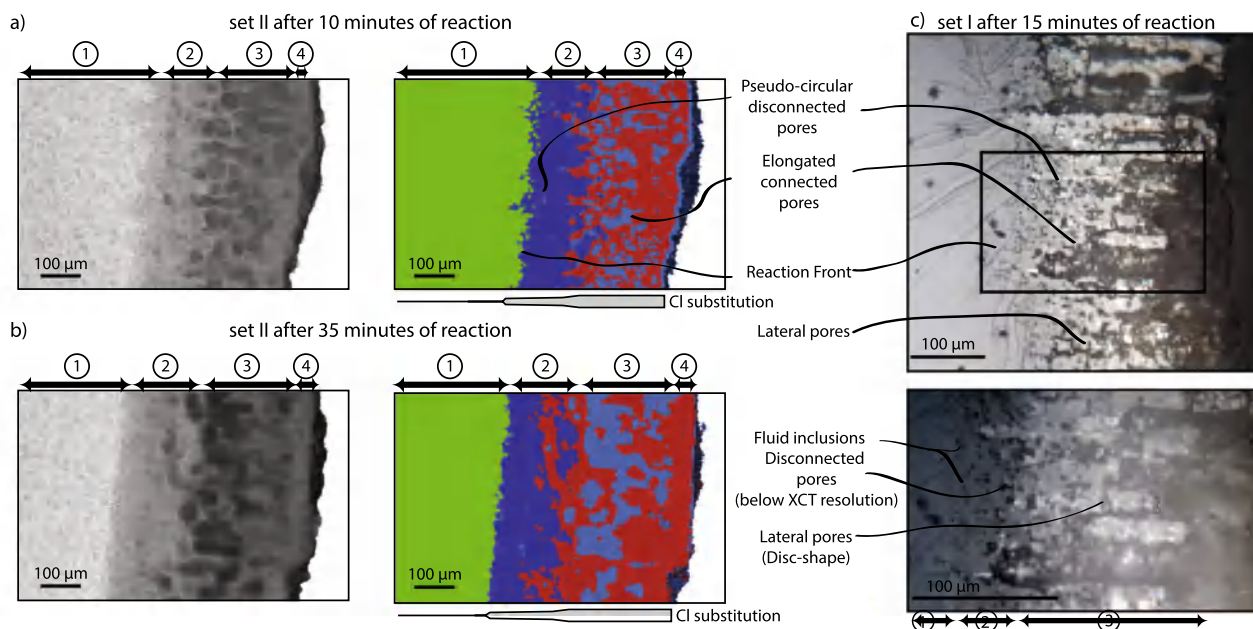 a)
set II after 10 minutes of reaction
1
2
3
4
100 µm
100 µm
1
2
3
4
Cl substitution
Pseudo-circular
disconnected
pores
Elongated
connected
pores
Reaction Front
Lateral pores
c)
set I after 15 minutes of reaction
100 µm
b)
set II after 35 minutes of reaction
1
2
3
4
100 µm
1
2
3
4
100 µm
Cl substitution
Fluid inclusions
Disconnected
pores
(below XCT resolution)
Lateral pores
(Disc-shape)
100 µm
1
2
3